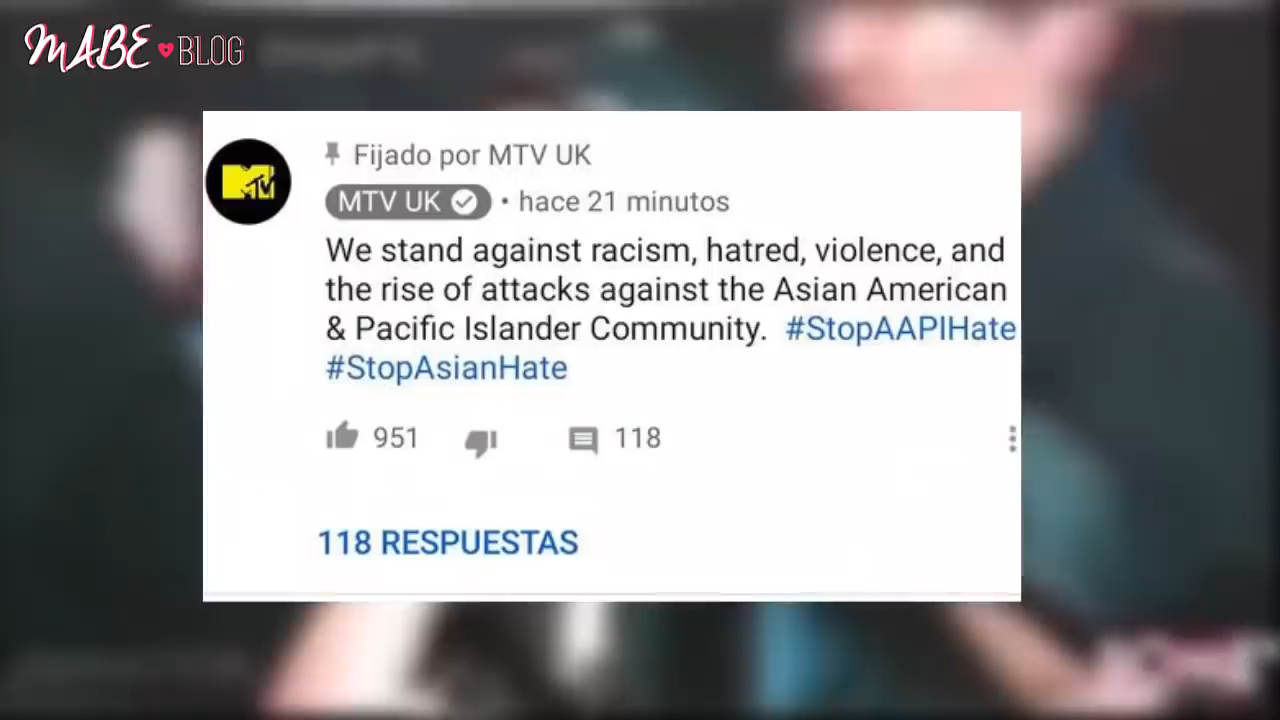 MABE BLOG
Fijado por MTV UK
MTV UK • hace 21 minutos
We stand against racism, hatred, violence, and
the rise of attacks against the Asian American
& Pacific Islander Community. #StopAAPIHate
#StopAsianHate
951 118
118 RESPUESTAS